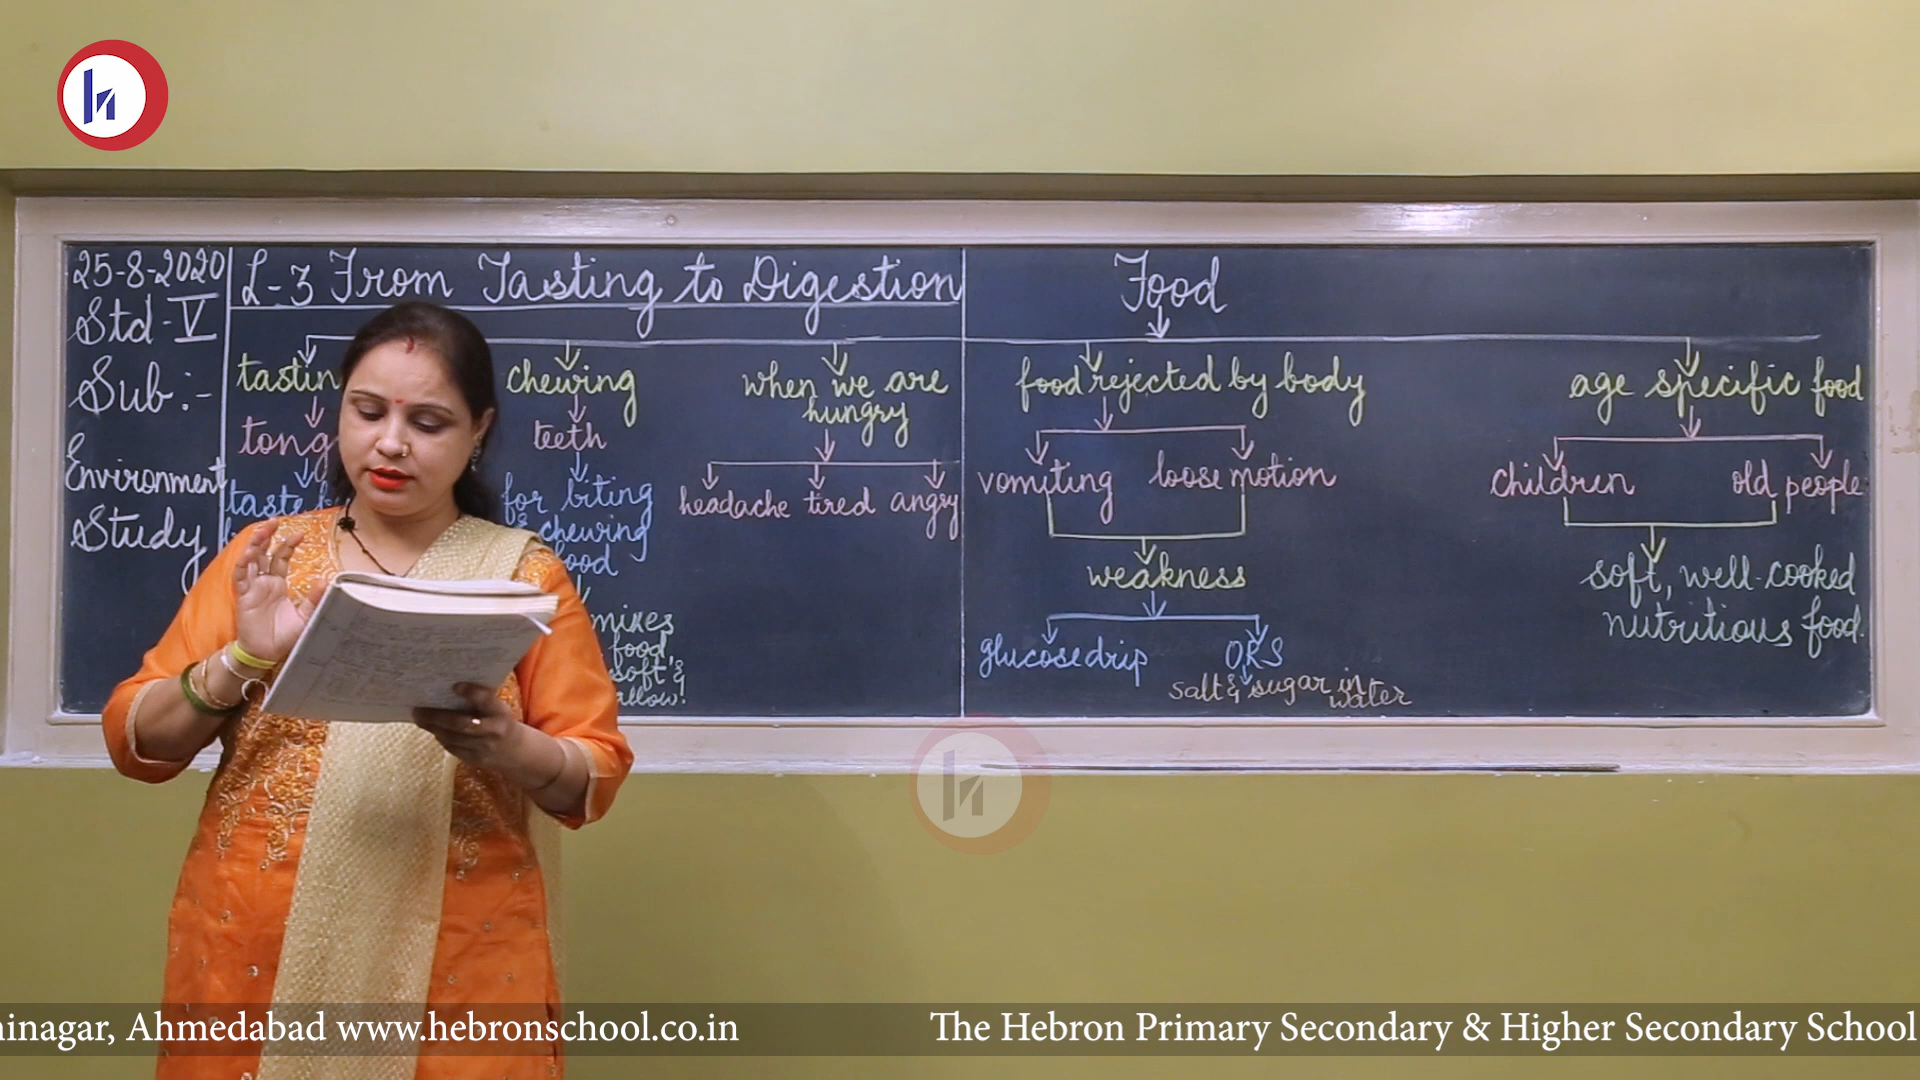 25-8-2020
Std-V
Sub:-
Environment
Study
L-3 From Tasting to Digestion
chewing
teeth
for biting
& chewing
mixes
food
soft &
when we are
hungry
headache tired angry
Food
food rejected by body
vomiting loose motion
weakness
glucose drip ORS
salt & sugar in
water
age specific food
children old people
soft, well-cooked
nutritious food.
Ahmedabad www.hebronschool.co.in
The Hebron Primary Secondary & Higher Secondary School